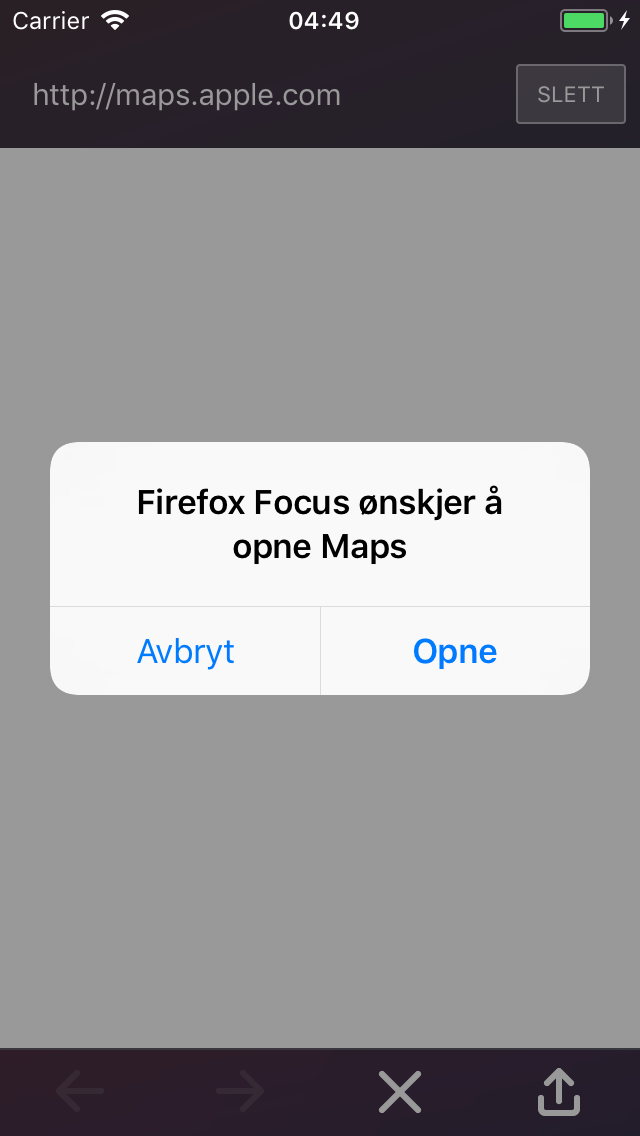 Carrier 04:49
http://maps.apple.com SLETT
Firefox Focus ønskjer å
opne Maps
Avbryt Opne